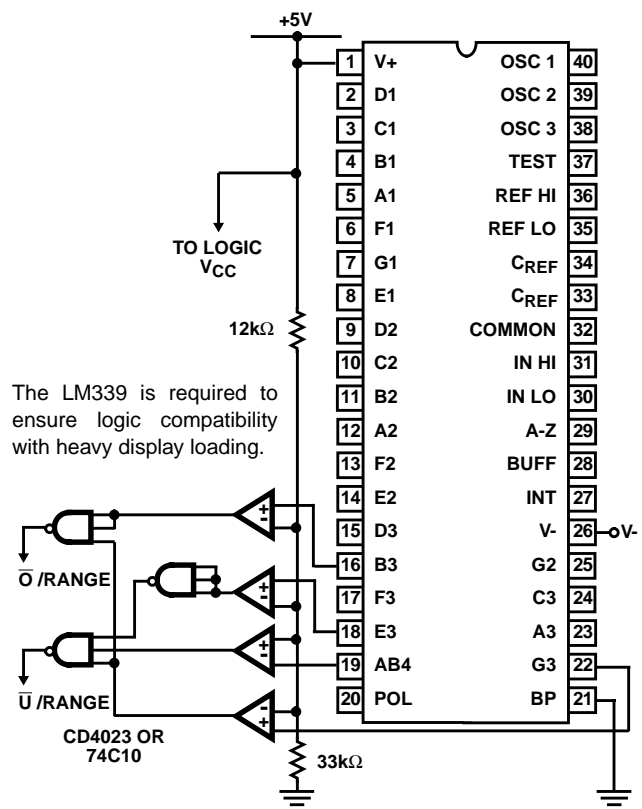 +5V
1 V+ OSC 1 40
2 D1 OSC 2 39
3 C1 OSC 3 38
4 B1 TEST 37
5 A1 REF HI 36
6 F1 REF LO 35
7 G1 CREF 34
8 E1 CREF 33
9 D2 COMMON 32
10 C2 IN HI 31
11 B2 IN LO 30
12 A2 A-Z 29
13 F2 BUFF 28
14 E2 INT 27
15 D3 V- 26 V-
16 B3 G2 25
17 F3 C3 24
18 E3 A3 23
19 AB4 G3 22
20 POL BP 21
TO LOGIC
VCC
12kΩ
The LM339 is required to
ensure logic compatibility
with heavy display loading.
+
-
+
-
+
-
-
+
O̅ /RANGE
U̅ /RANGE
CD4023 OR
74C10
33kΩ